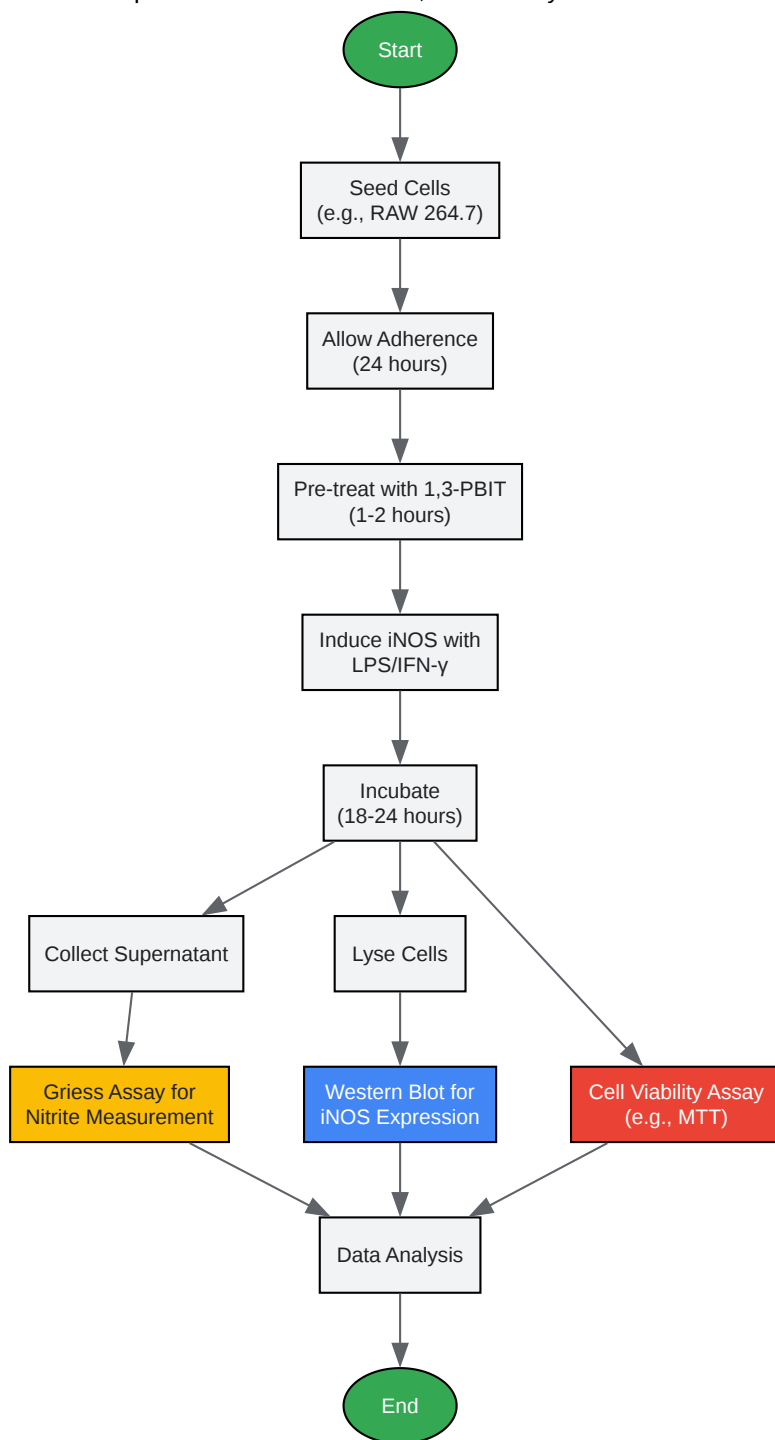 Start
Seed Cells
(e.g., RAW 264.7)
Allow Adherence
(24 hours)
Pre-treat with 1,3-PBIT
(1-2 hours)
Induce iNOS with
LPS/IFN-γ
Incubate
(18-24 hours)
Collect Supernatant
Lyse Cells
Griess Assay for
Nitrite Measurement
Western Blot for
iNOS Expression
Cell Viability Assay
(e.g., MTT)
Data Analysis
End